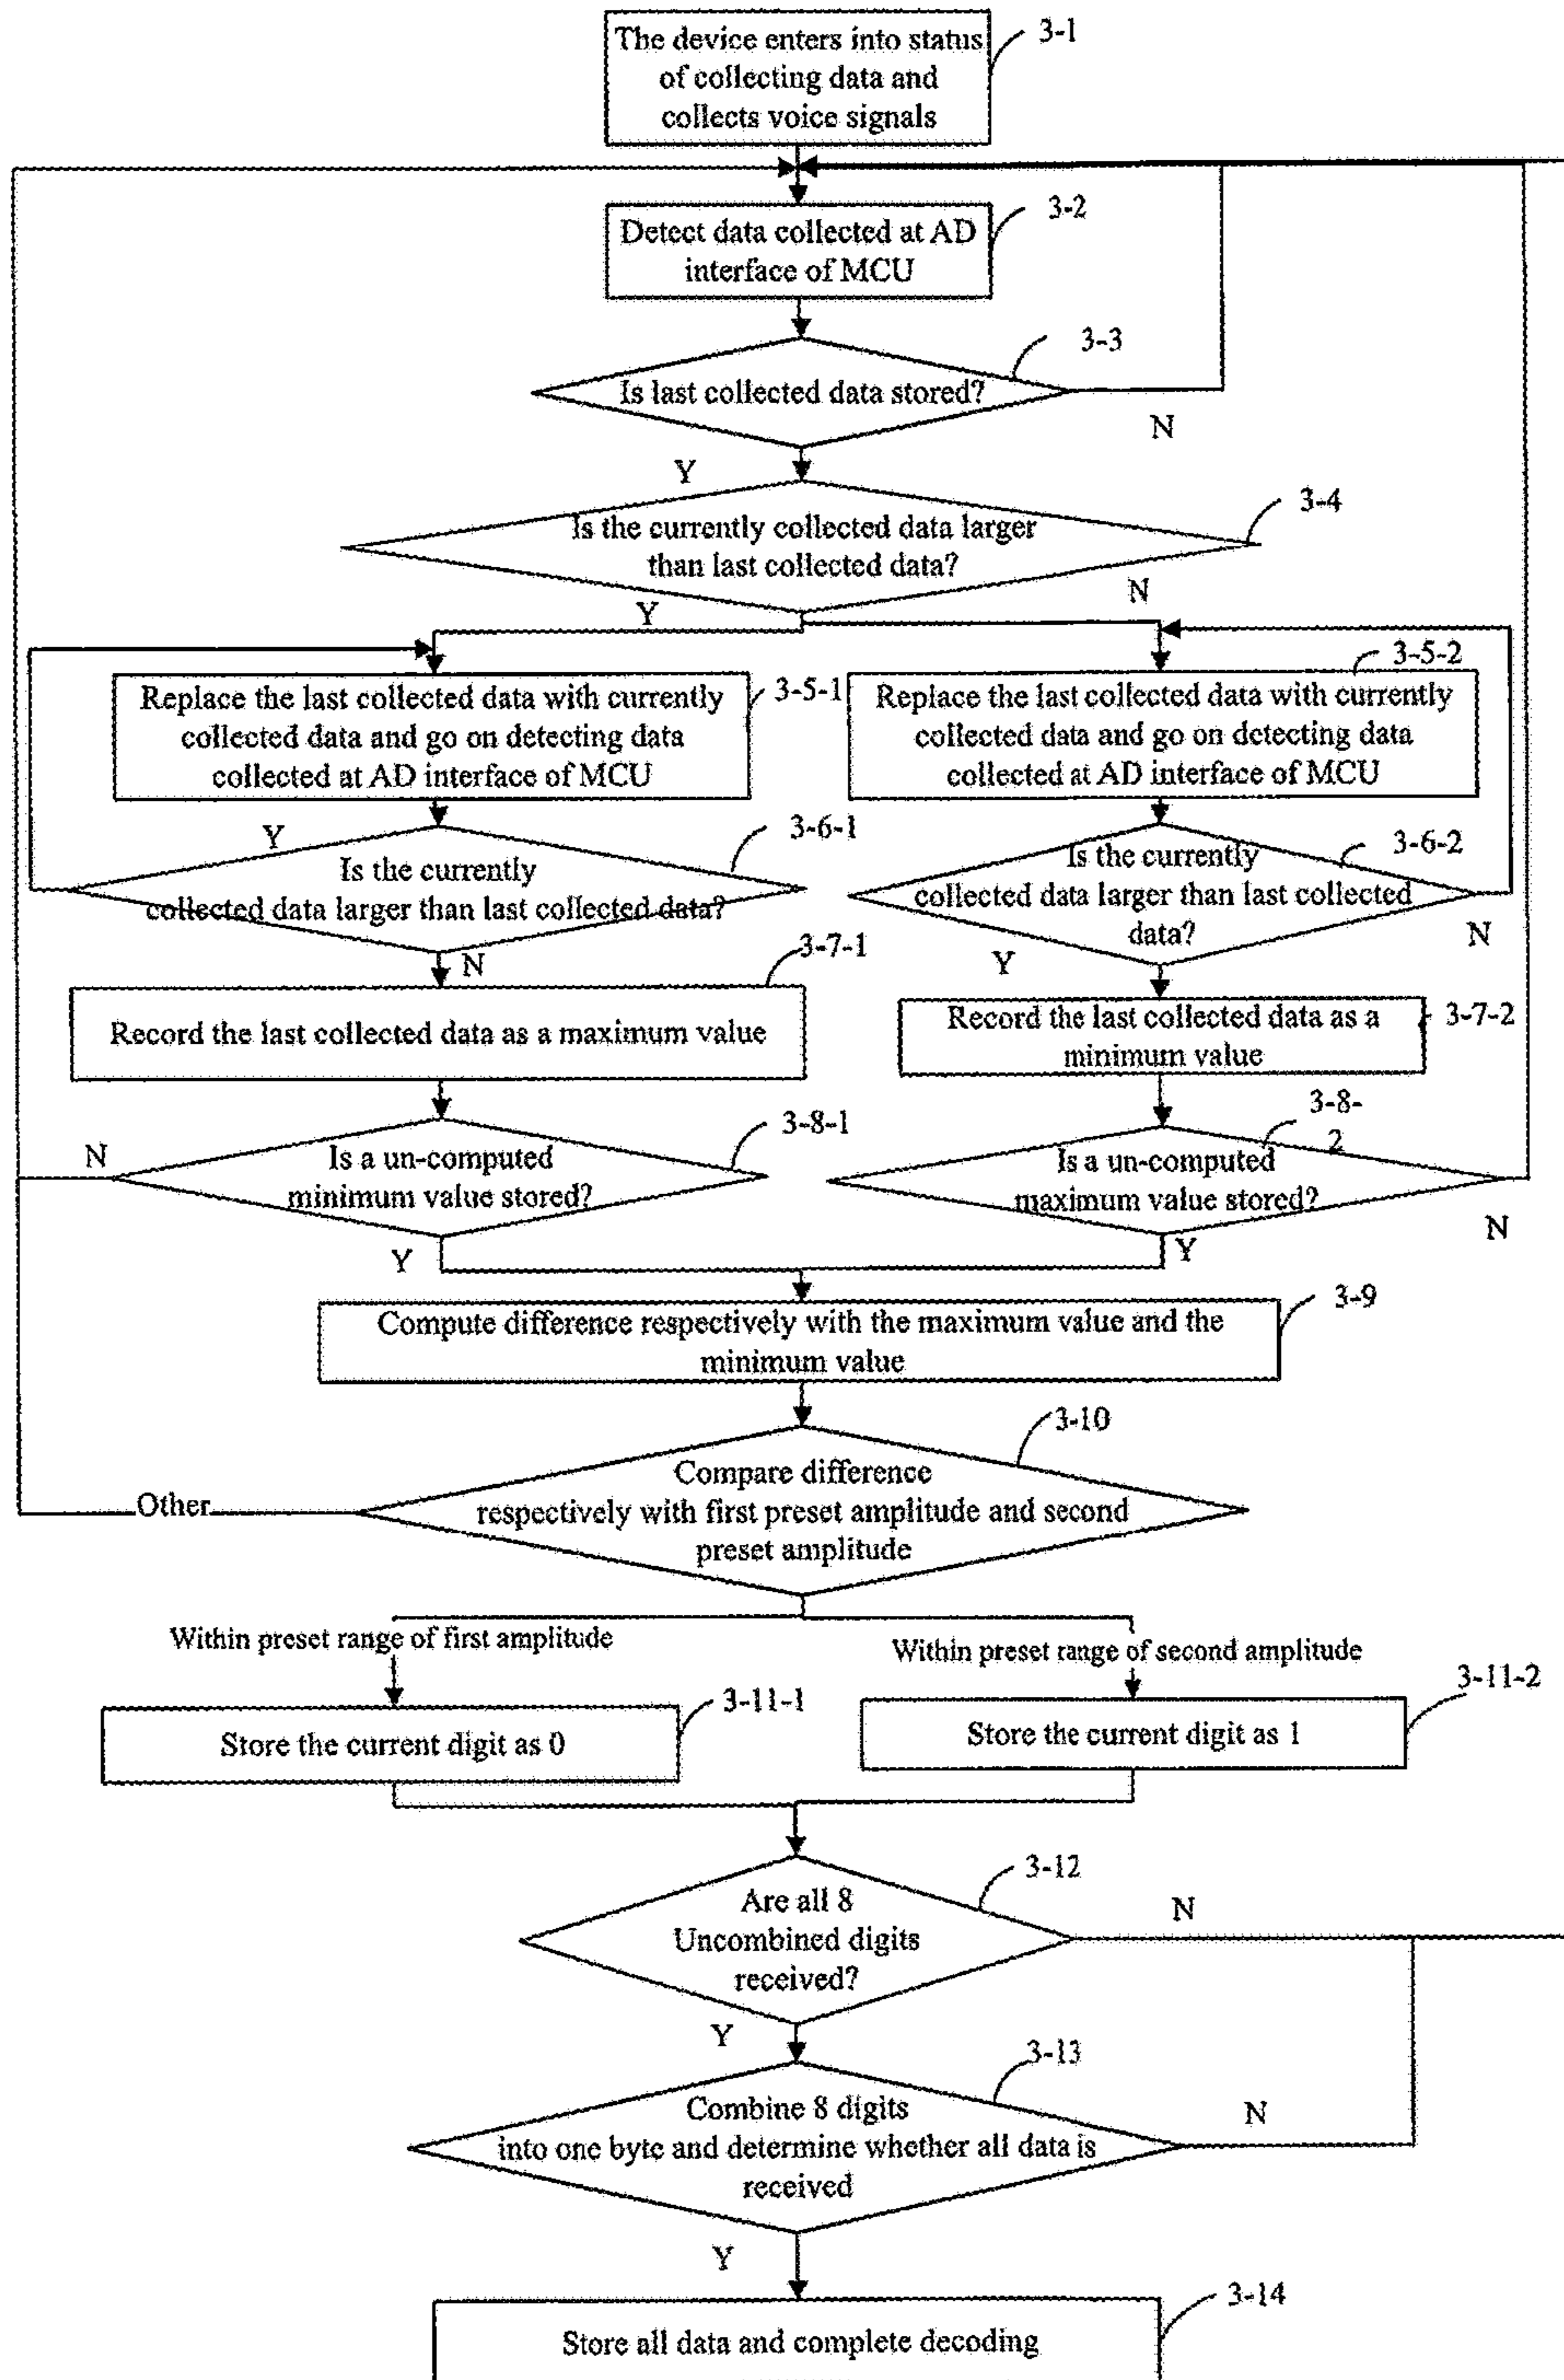 The device enters into status
of collecting data and
collects voice signals
3-1
Detect data collected at AD
interface of MCU
3-2
Is last collected data stored?
3-3
N
Y
Is the currently collected data larger
than last collected data?
3-4
Y
N
Replace the last collected data with currently
collected data and go on detecting data
collected at AD interface of MCU
3-5-1
Replace the last collected data with currently
collected data and go on detecting data
collected at AD interface of MCU
3-5-2
Y
Is the currently
collected data larger than last collected data?
3-6-1
N
Is the currently
collected data larger than last collected
data?
3-6-2
N
Y
Record the last collected data as a maximum value
3-7-1
Record the last collected data as a
minimum value
3-7-2
N
Is a un-computed
minimum value stored?
3-8-1
Y
Is a un-computed
maximum value stored?
3-8-
2
N
Y
Compute difference respectively with the maximum value and the
minimum value
3-9
Compare difference
respectively with first preset amplitude and second
preset amplitude
3-10
Other
Within preset range of first amplitude
Within preset range of second amplitude
Store the current digit as 0
3-11-1
Store the current digit as 1
3-11-2
Are all 8
Uncombined digits
received?
3-12
N
Y
Combine 8 digits
into one byte and determine whether all data is
received
3-13
N
Y
Store all data and complete decoding
3-14